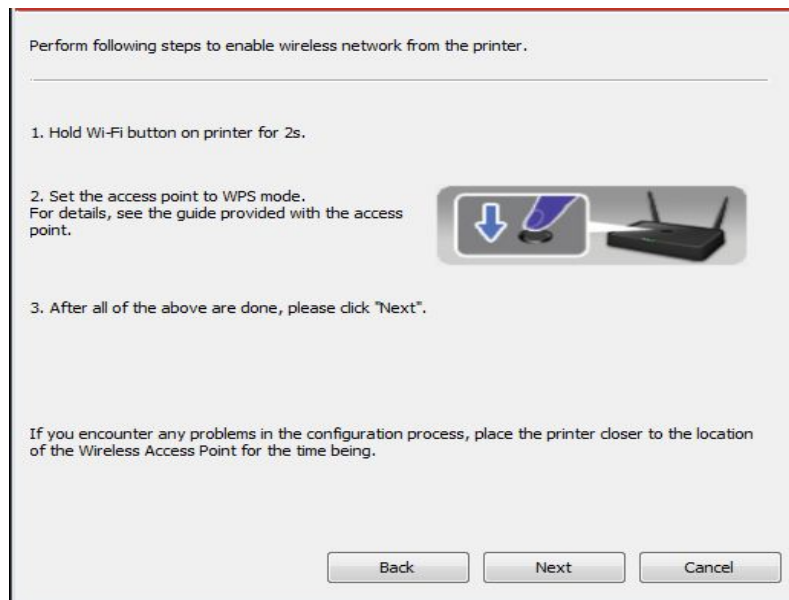 Perform following steps to enable wireless network from the printer.
1. Hold Wi-Fi button on printer for 2s.
2. Set the access point to WPS mode.
For details, see the guide provided with the access
point.
3. After all of the above are done, please click "Next".
If you encounter any problems in the configuration process, place the printer closer to the location
of the Wireless Access Point for the time being.
Back
Next
Cancel